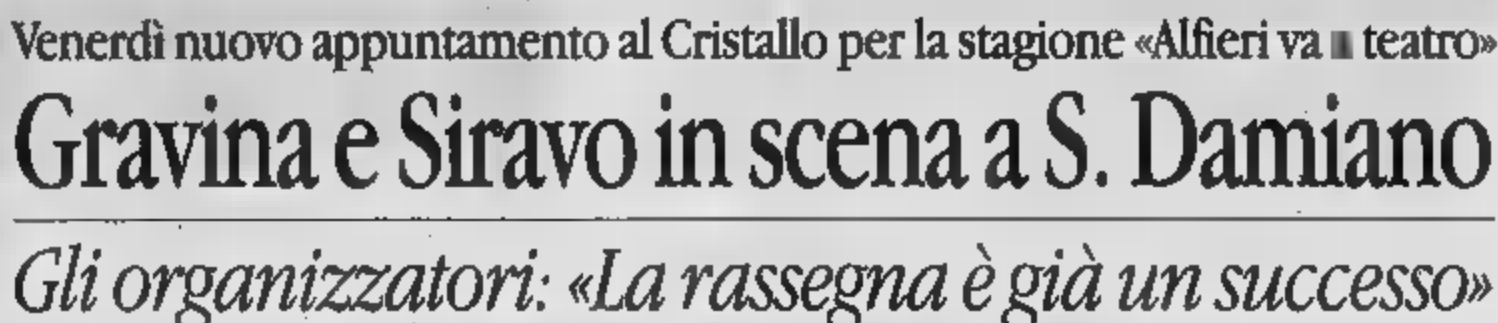 Venerdì nuovo appuntamento al Cristallo per la stagione «Alfieri va teatro»
Gravina e Siravo in scena a S. Damiano
Gli organizzatori: «La rassegna è già un successo»